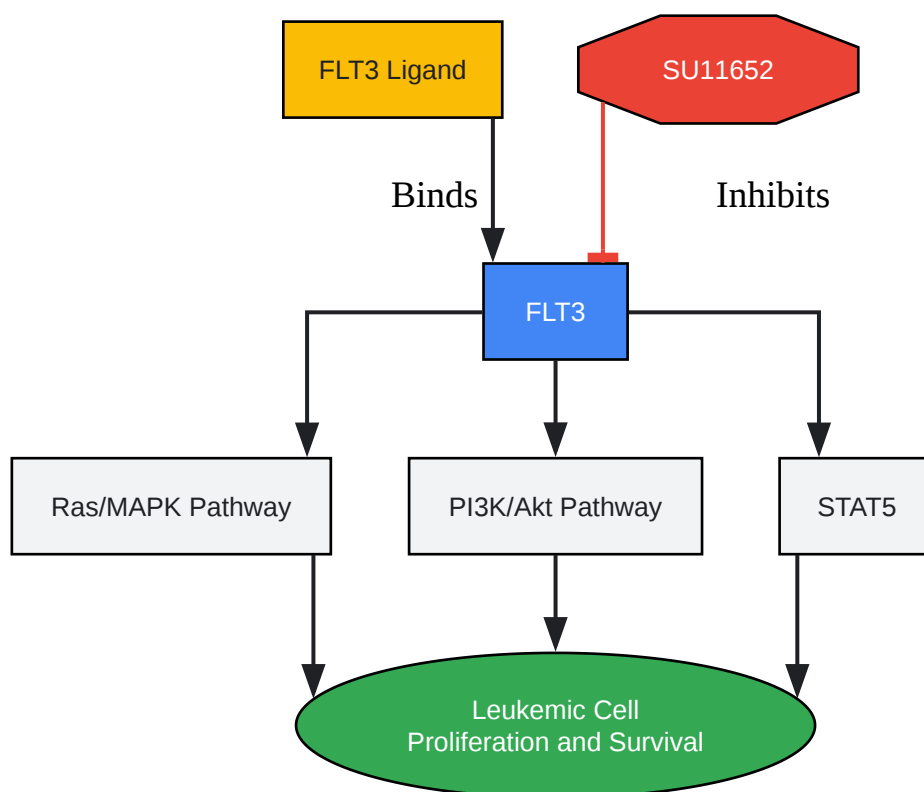 FLT3 Ligand
SU11652
Binds
Inhibits
FLT3
Ras/MAPK Pathway
PI3K/Akt Pathway
STAT5
Leukemic Cell
Proliferation and Survival